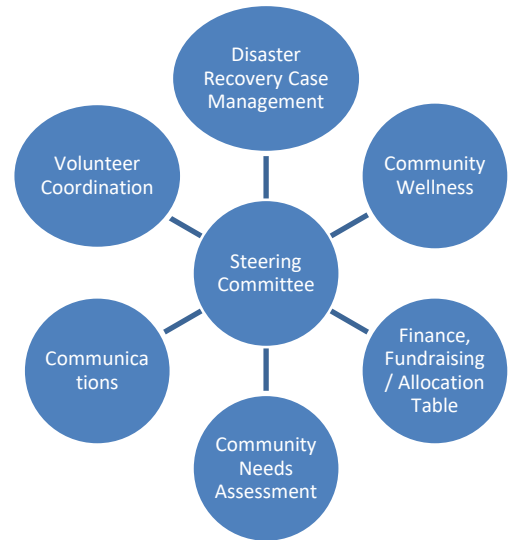 Disaster
Recovery Case
Management
Volunteer
Coordination
Community
Wellness
Steering
Committee
Communica
tions
Finance,
Fundraising
/ Allocation
Table
Community
Needs
Assessment